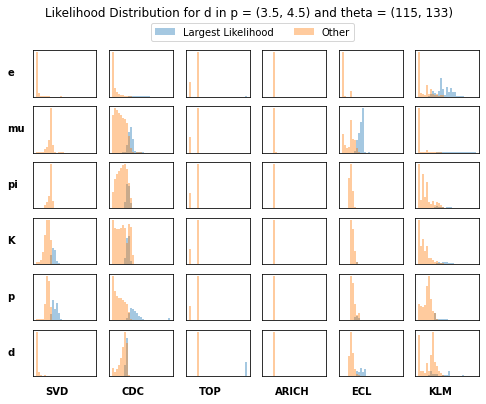 Likelihood Distribution for d in p = (3.5, 4.5) and theta = (115, 133)
Largest Likelihood Other
e
mu
pi
K
p
d
SVD CDC TOP ARICH ECL KLM